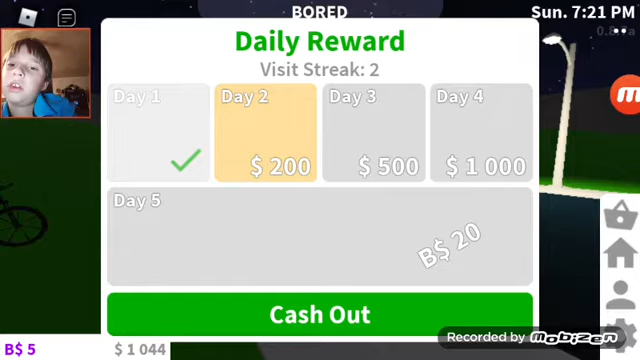 BORED
Sun. 7:21 PM
Daily Reward
Visit Streak: 2
Day 1
Day 2
$ 200
Day 3
$ 500
Day 4
$ 1 000
Day 5
B$ 20
Cash Out
B$ 5
$ 1 044
Recorded by Mobizen